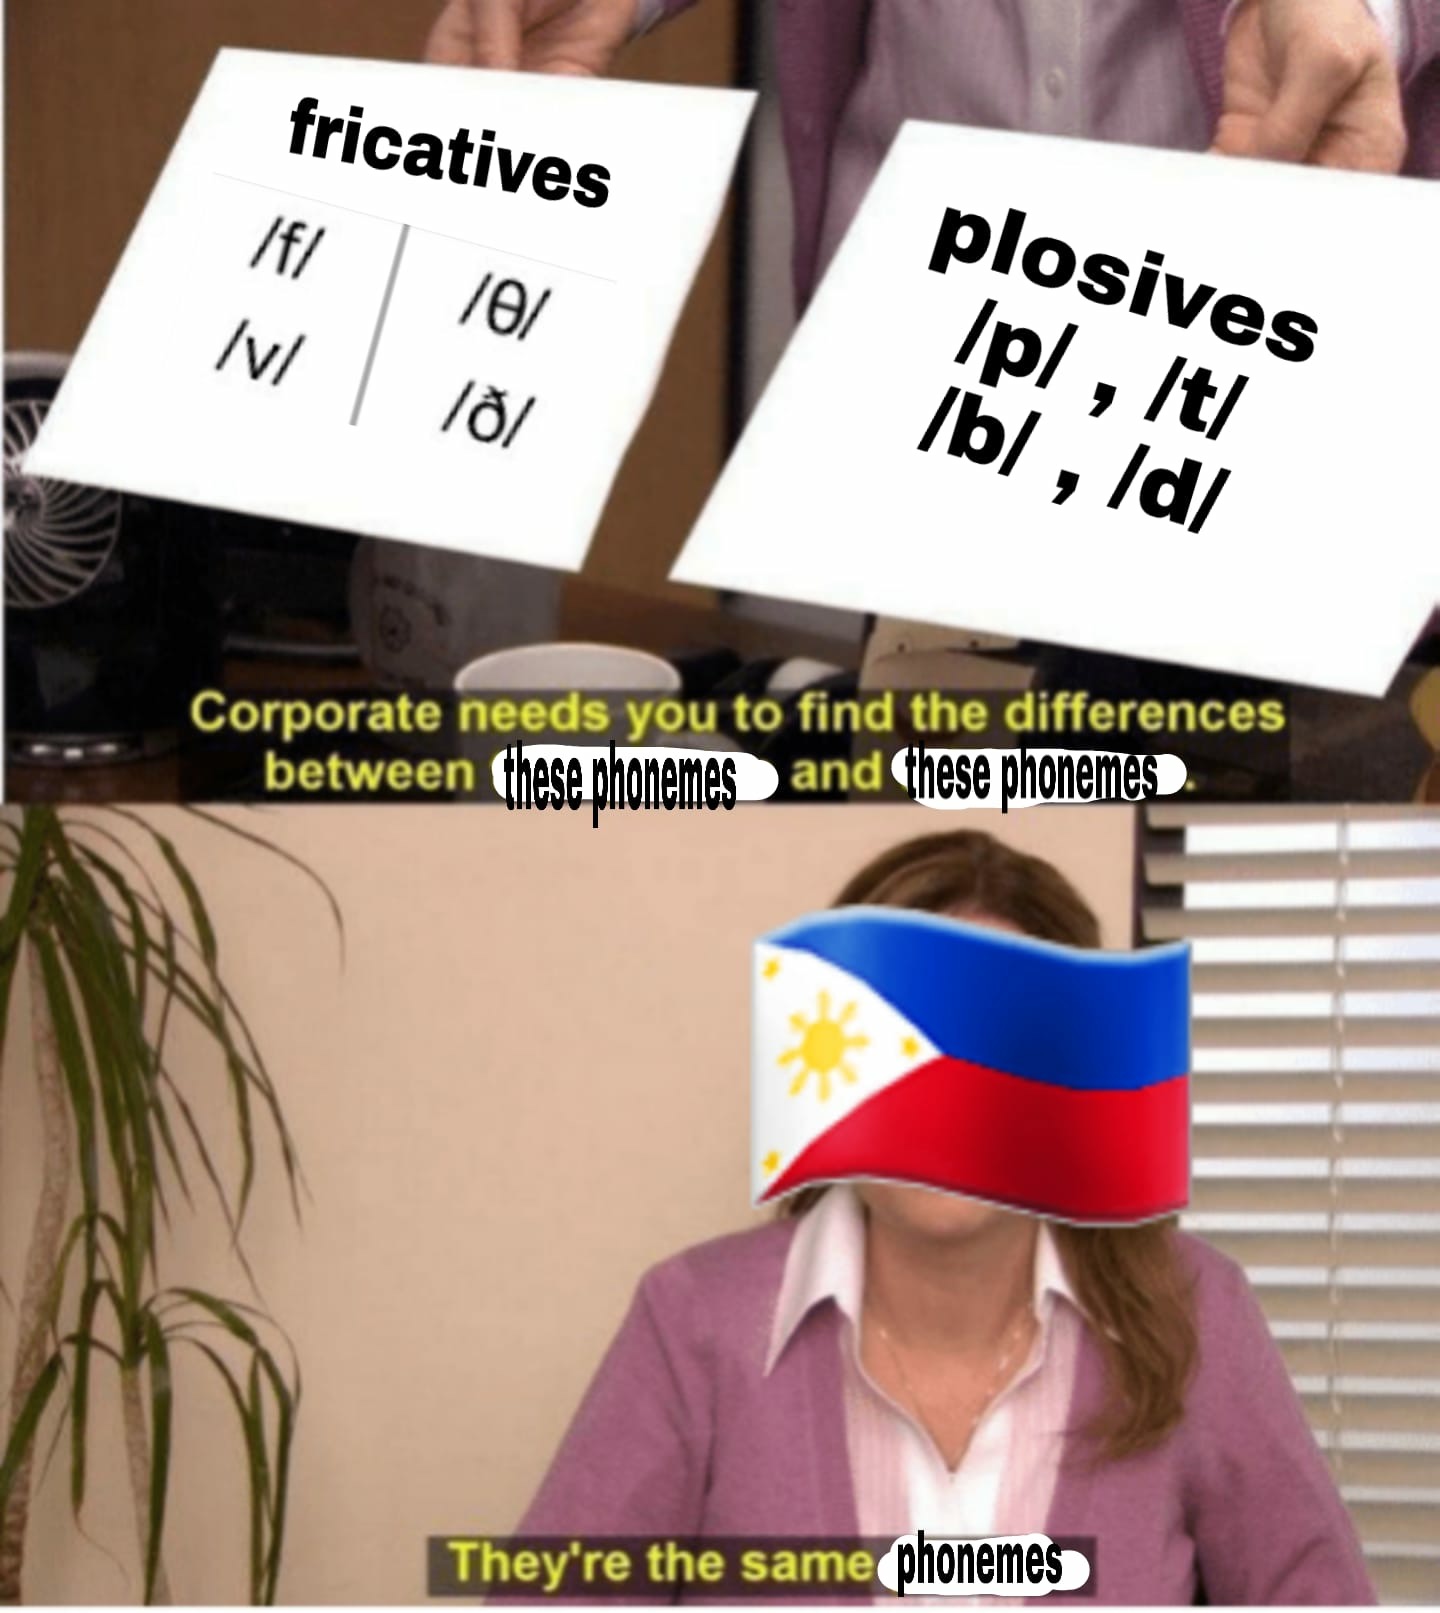 fricatives
/f/ /θ/
/v/ /ð/
plosives
/p/ , /t/
/b/ , /d/
Corporate needs you to find the differences
between these phonemes and these phonemes .
They're the same phonemes